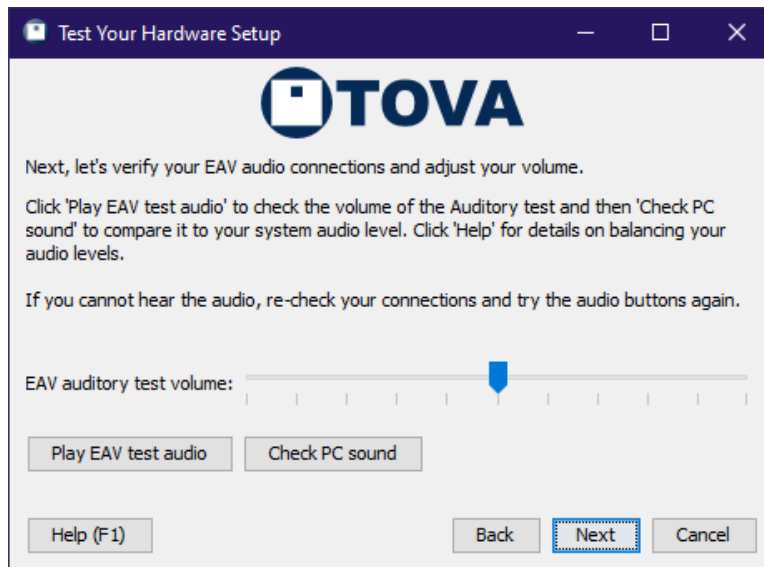 Test Your Hardware Setup
TOVA
Next, let's verify your EAV audio connections and adjust your volume.
Click 'Play EAV test audio' to check the volume of the Auditory test and then 'Check PC
sound' to compare it to your system audio level. Click 'Help' for details on balancing your
audio levels.
If you cannot hear the audio, re-check your connections and try the audio buttons again.
EAV auditory test volume:
Play EAV test audio Check PC sound
Help (F1) Back Next Cancel